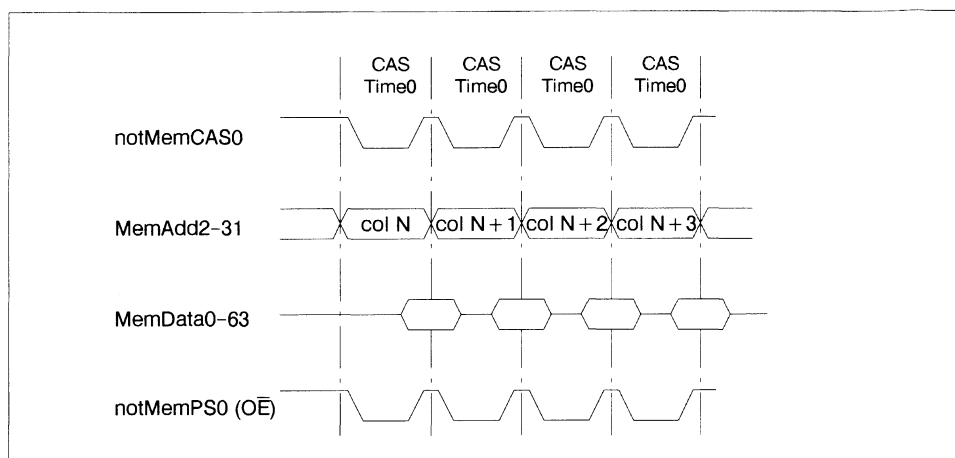 CAS CAS CAS CAS
Time0 Time0 Time0 Time0
notMemCAS0
MemAdd2-31 col N col N+1 col N+2 col N+3
MemData0-63
notMemPS0 (OE̅)